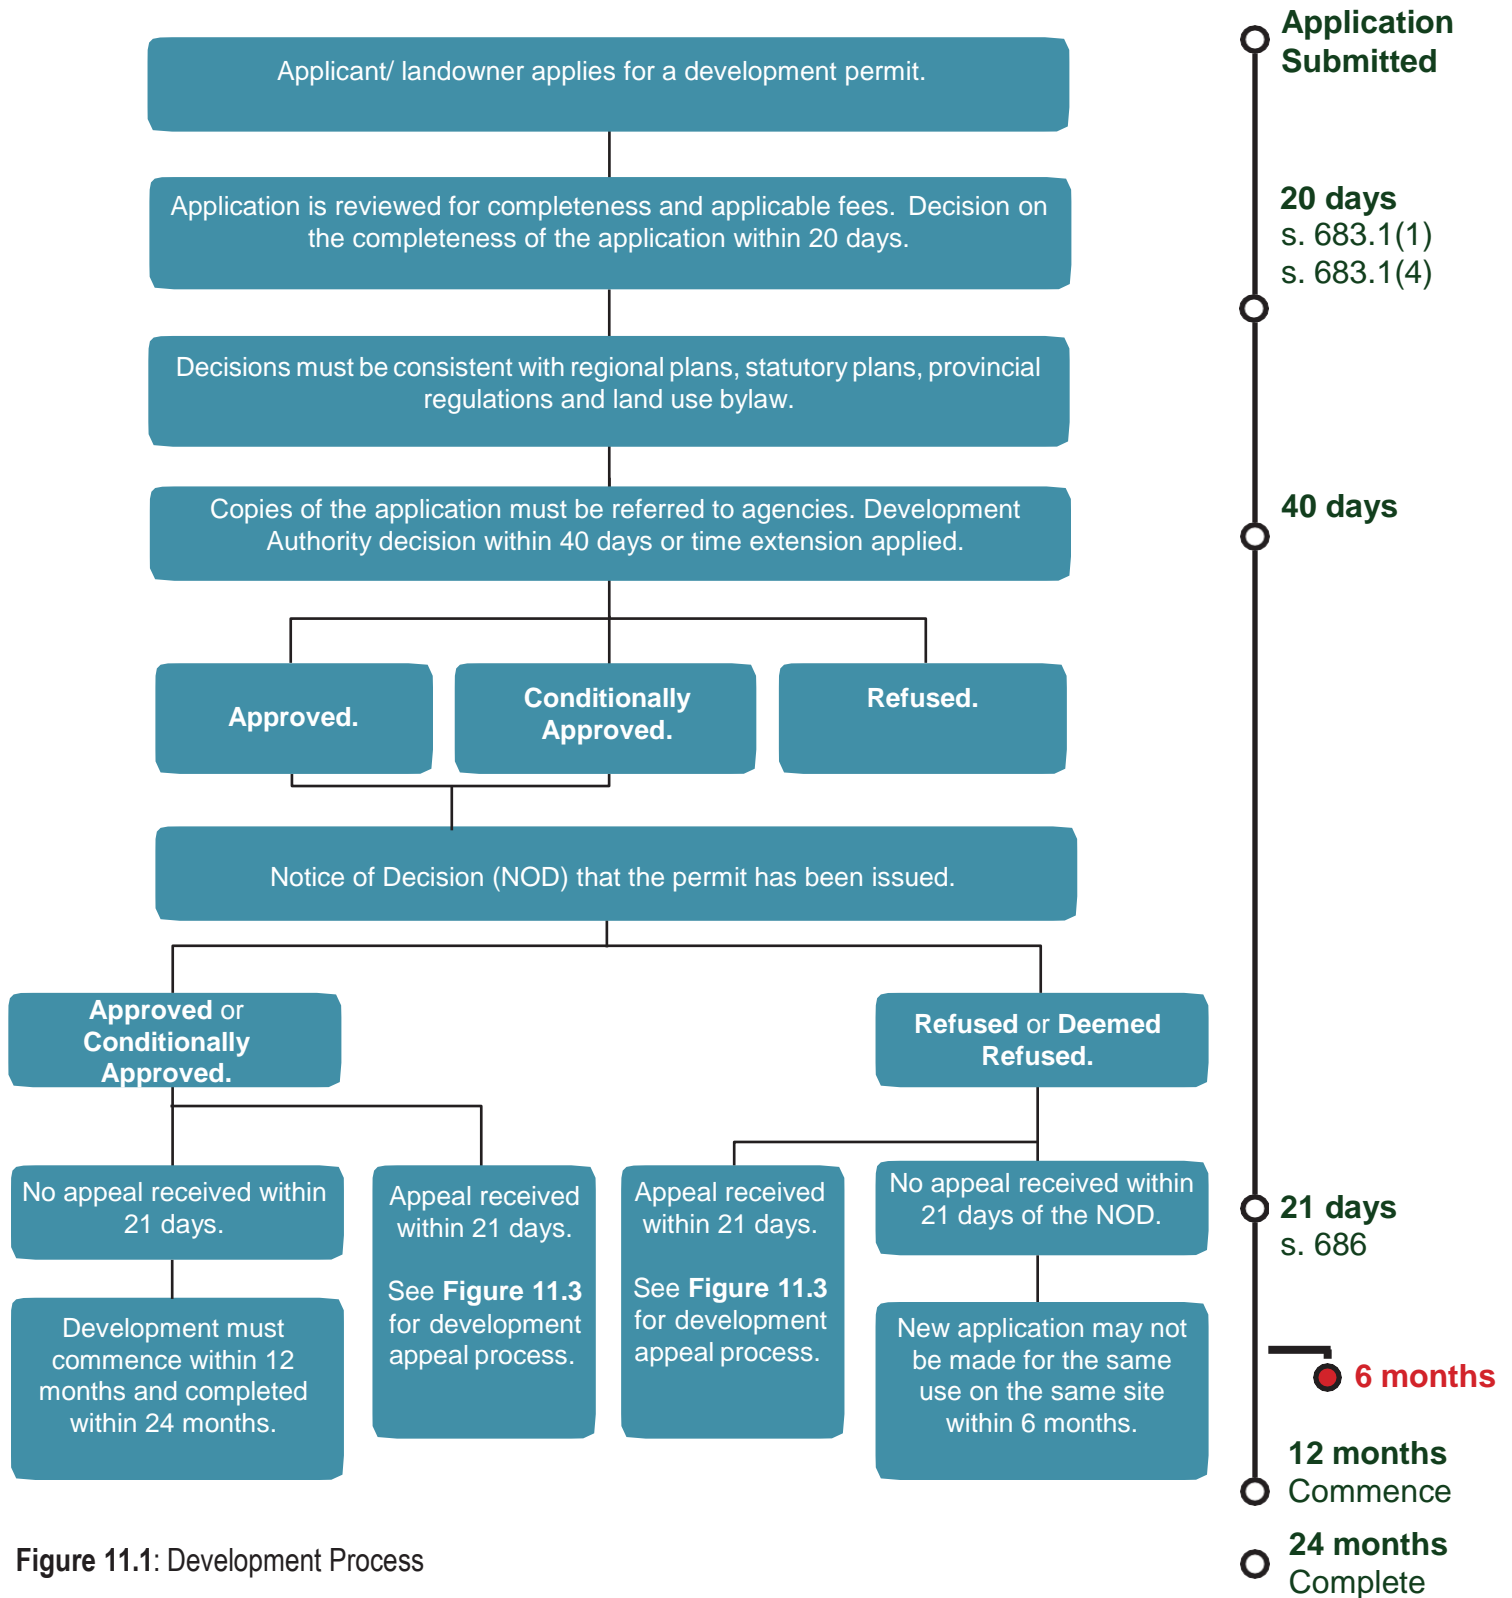 Application
Submitted
Applicant/ landowner applies for a development permit.
Application is reviewed for completeness and applicable fees. Decision on
the completeness of the application within 20 days.
20 days
s. 683.1(1)
s. 683.1(4)
Decisions must be consistent with regional plans, statutory plans, provincial
regulations and land use bylaw.
Copies of the application must be referred to agencies. Development
Authority decision within 40 days or time extension applied.
40 days
Approved.
Conditionally
Approved.
Refused.
Notice of Decision (NOD) that the permit has been issued.
Approved or
Conditionally
Approved.
Refused or Deemed
Refused.
No appeal received within
21 days.
Appeal received
within 21 days.
See Figure 11.3
for development
appeal process.
Appeal received
within 21 days.
See Figure 11.3
for development
appeal process.
No appeal received within
21 days of the NOD.
21 days
s. 686
Development must
commence within 12
months and completed
within 24 months.
New application may not
be made for the same
use on the same site
within 6 months.
6 months
12 months
Commence
24 months
Complete
Figure 11.1: Development Process